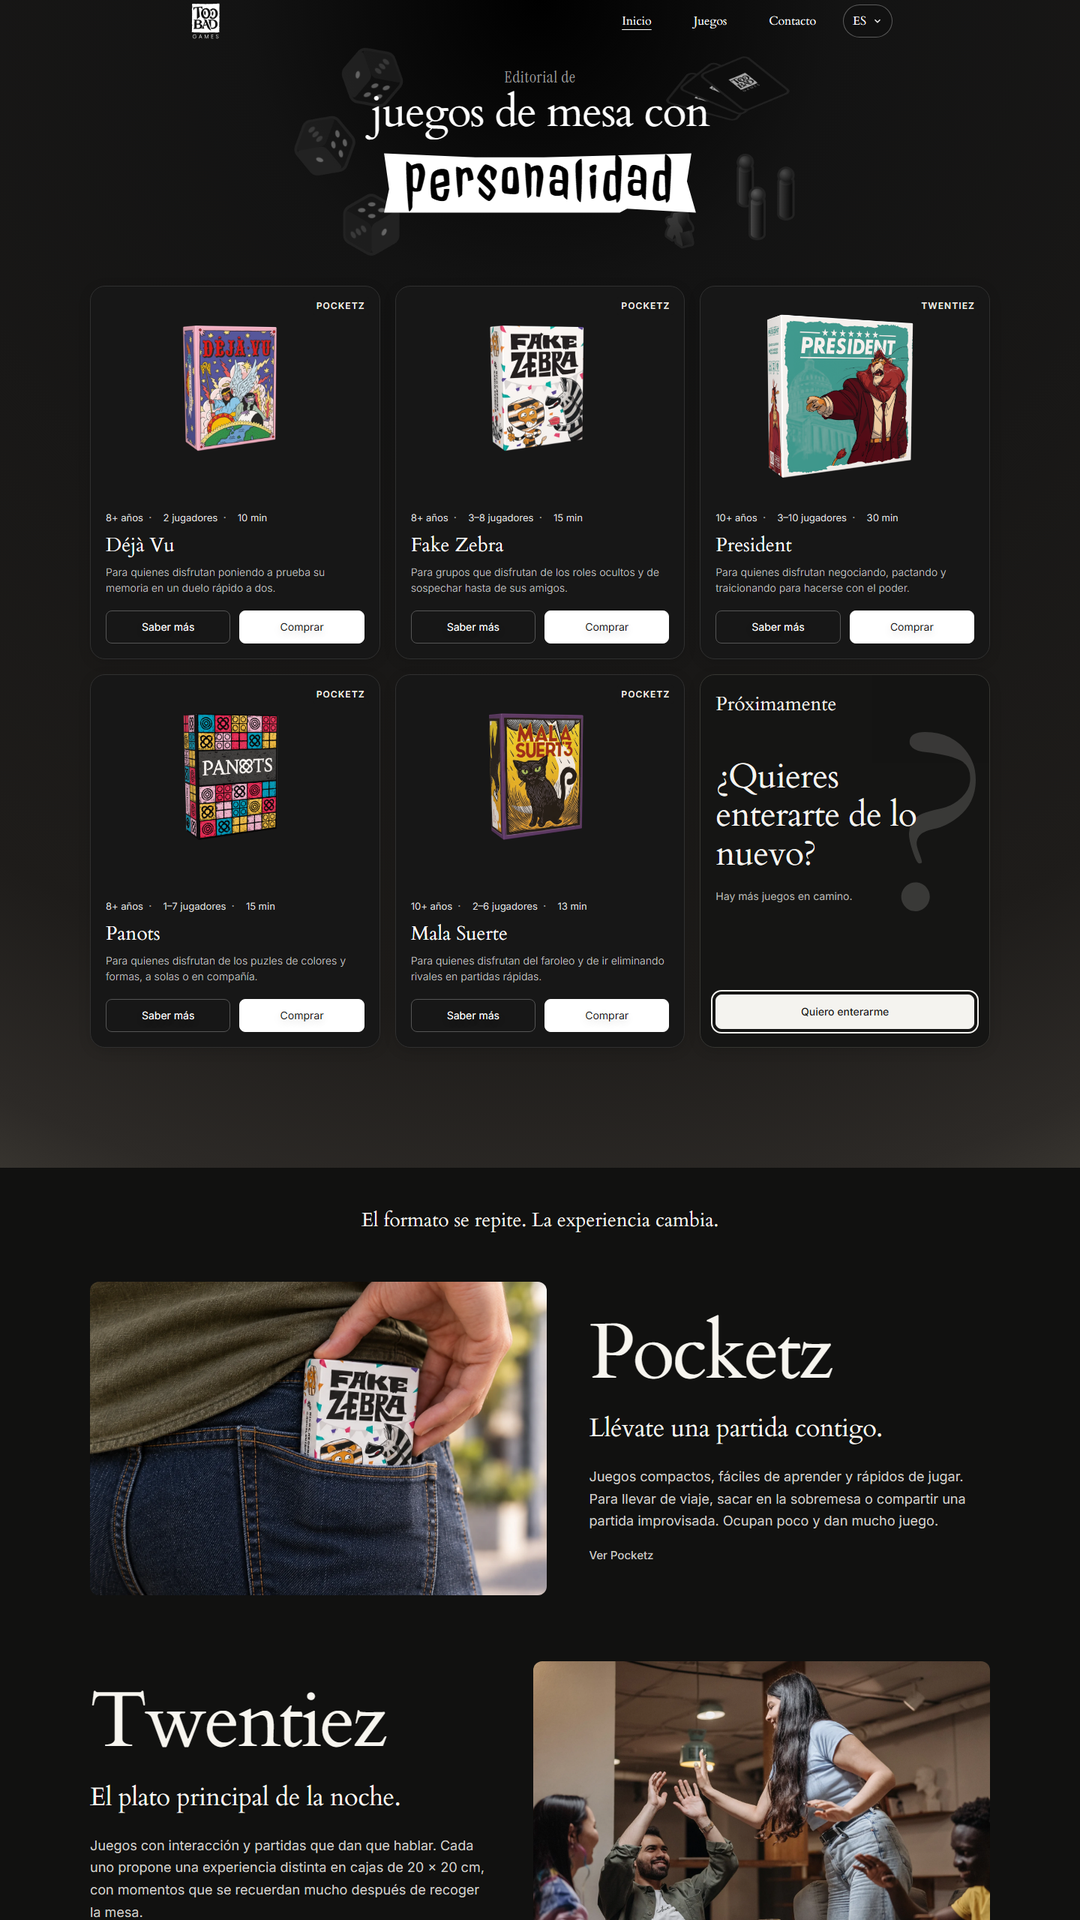 TOO
BAD
GAMES
Inicio
Juegos
Contacto
ES
Editorial de
juegos de mesa con
personalidad
POCKETZ
DÉJÀ VU
8+ años · 2 jugadores · 10 min
Déjà Vu
Para quienes disfrutan poniendo a prueba su
memoria en un duelo rápido a dos.
Saber más
Comprar
POCKETZ
FAKE
ZEBRA
8+ años · 3–8 jugadores · 15 min
Fake Zebra
Para grupos que disfrutan de los roles ocultos y de
sospechar hasta de sus amigos.
Saber más
Comprar
TWENTIEZ
PRESIDENT
10+ años · 3–10 jugadores · 30 min
President
Para quienes disfrutan negociando, pactando y
traicionando para hacerse con el poder.
Saber más
Comprar
POCKETZ
PANOTS
8+ años · 1–7 jugadores · 15 min
Panots
Para quienes disfrutan de los puzles de colores y
formas, a solas o en compañía.
Saber más
Comprar
POCKETZ
MALA
SUERT3
10+ años · 2–6 jugadores · 13 min
Mala Suerte
Para quienes disfrutan del faroleo y de ir eliminando
rivales en partidas rápidas.
Saber más
Comprar
Próximamente
?
¿Quieres
enterarte de lo
nuevo?
Hay más juegos en camino.
Quiero enterarme
El formato se repite. La experiencia cambia.
FAKE
ZEBRA
Pocketz
Llévate una partida contigo.
Juegos compactos, fáciles de aprender y rápidos de jugar.
Para llevar de viaje, sacar en la sobremesa o compartir una
partida improvisada. Ocupan poco y dan mucho juego.
Ver Pocketz
Twentiez
El plato principal de la noche.
Juegos con interacción y partidas que dan que hablar. Cada
uno propone una experiencia distinta en cajas de 20 × 20 cm,
con momentos que se recuerdan mucho después de recoger
la mesa.